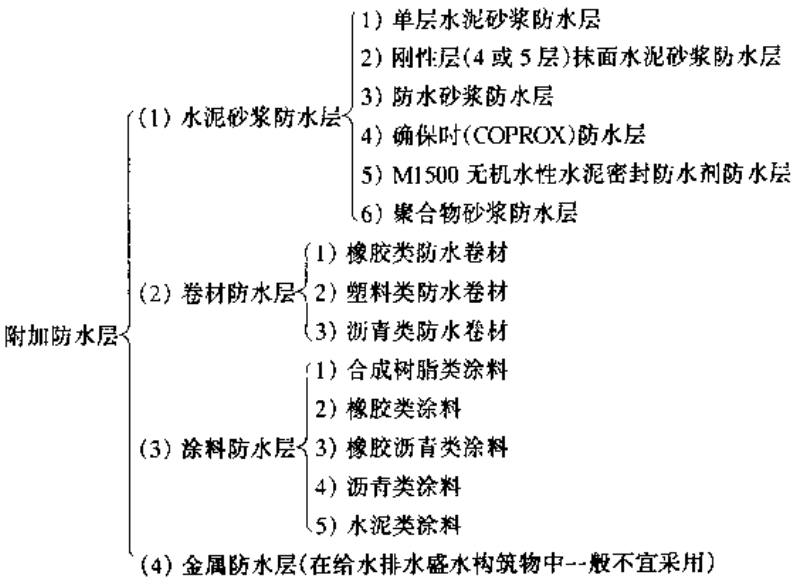 附加防水层
(1) 水泥砂浆防水层
1) 单层水泥砂浆防水层
2) 刚性层(4 或 5 层)抹面水泥砂浆防水层
3) 防水砂浆防水层
4) 确保时(COPROX)防水层
5) M1500 无机水性水泥密封防水剂防水层
6) 聚合物砂浆防水层
(2) 卷材防水层
1) 橡胶类防水卷材
2) 塑料类防水卷材
3) 沥青类防水卷材
(3) 涂料防水层
1) 合成树脂类涂料
2) 橡胶类涂料
3) 橡胶沥青类涂料
4) 沥青类涂料
5) 水泥类涂料
(4) 金属防水层(在给水排水盛水构筑物中一般不宜采用)